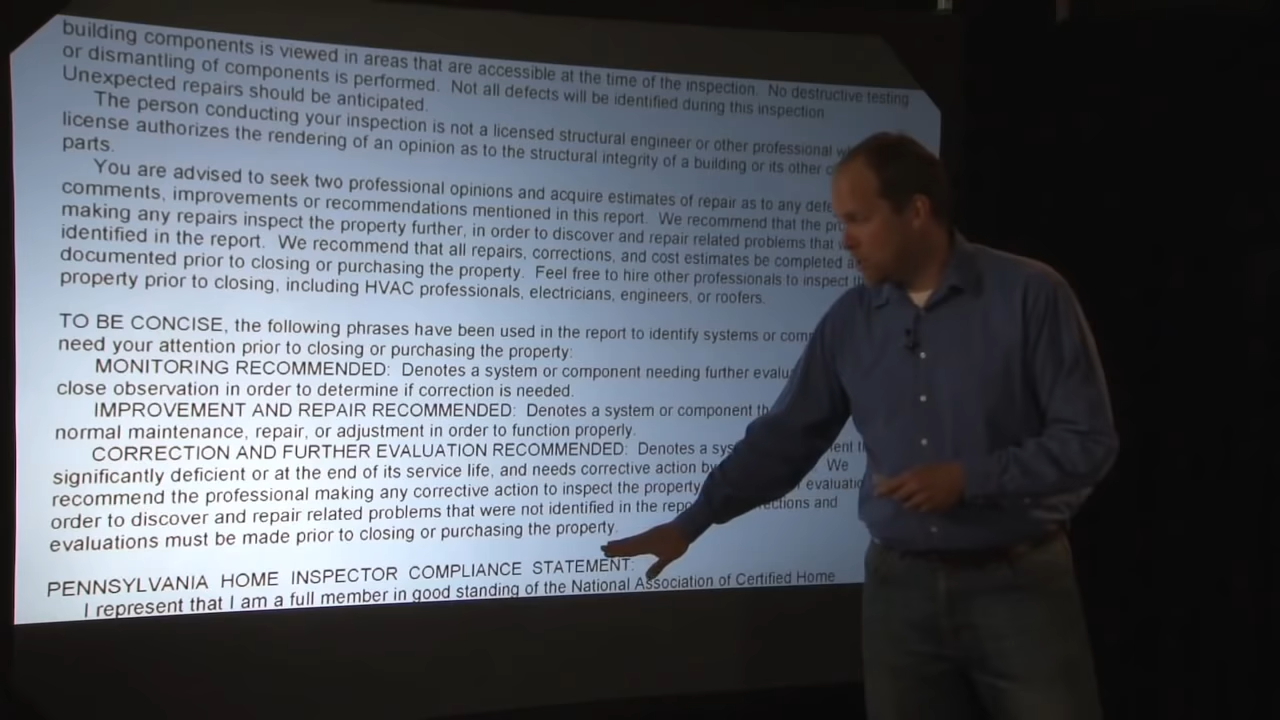 building components is viewed in areas that are accessible at the time of the inspection. No destructive testing
or dismantling of components is performed. Not all defects will be identified during this inspection
Unexpected repairs should be anticipated.
The person conducting your inspection is not a licensed structural engineer or other professional
license authorizes the rendering of an opinion as to the structural integrity of a building or its other
parts.
You are advised to seek two professional opinions and acquire estimates of repair as to any
comments, improvements or recommendations mentioned in this report. We recommend that the
making any repairs inspect the property further, in order to discover and repair related problems that
identified in the report. We recommend that all repairs, corrections, and cost estimates be completed
documented prior to closing or purchasing the property. Feel free to hire other professionals to inspect
property prior to closing, including HVAC professionals, electricians, engineers, or roofers.
TO BE CONCISE, the following phrases have been used in the report to identify systems or
need your attention prior to closing or purchasing the property:
MONITORING RECOMMENDED: Denotes a system or component needing further
close observation in order to determine if correction is needed.
IMPROVEMENT AND REPAIR RECOMMENDED: Denotes a system or component
normal maintenance, repair, or adjustment in order to function properly.
CORRECTION AND FURTHER EVALUATION RECOMMENDED: Denotes a
significantly deficient or at the end of its service life, and needs corrective action by We
recommend the professional making any corrective action to inspect the property
order to discover and repair related problems that were not identified in the and
evaluations must be made prior to closing or purchasing the property.
PENNSYLVANIA HOME INSPECTOR COMPLIANCE STATEMENT:
I represent that I am a full member in good standing of the National Association of Certified Home